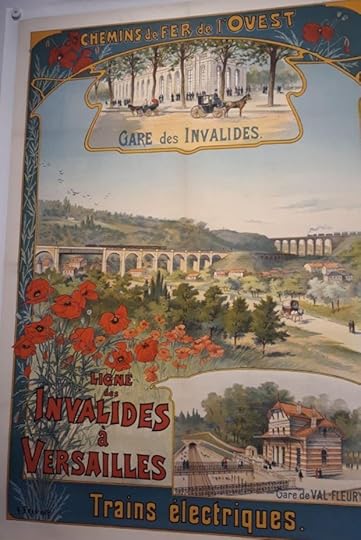 CHEMINS de FER de l'OUEST
GARE des INVALIDES.
LIGNE
des
INVALIDES
à
VERSAILLES
Gare de VAL-FLEURY
Trains électriques.